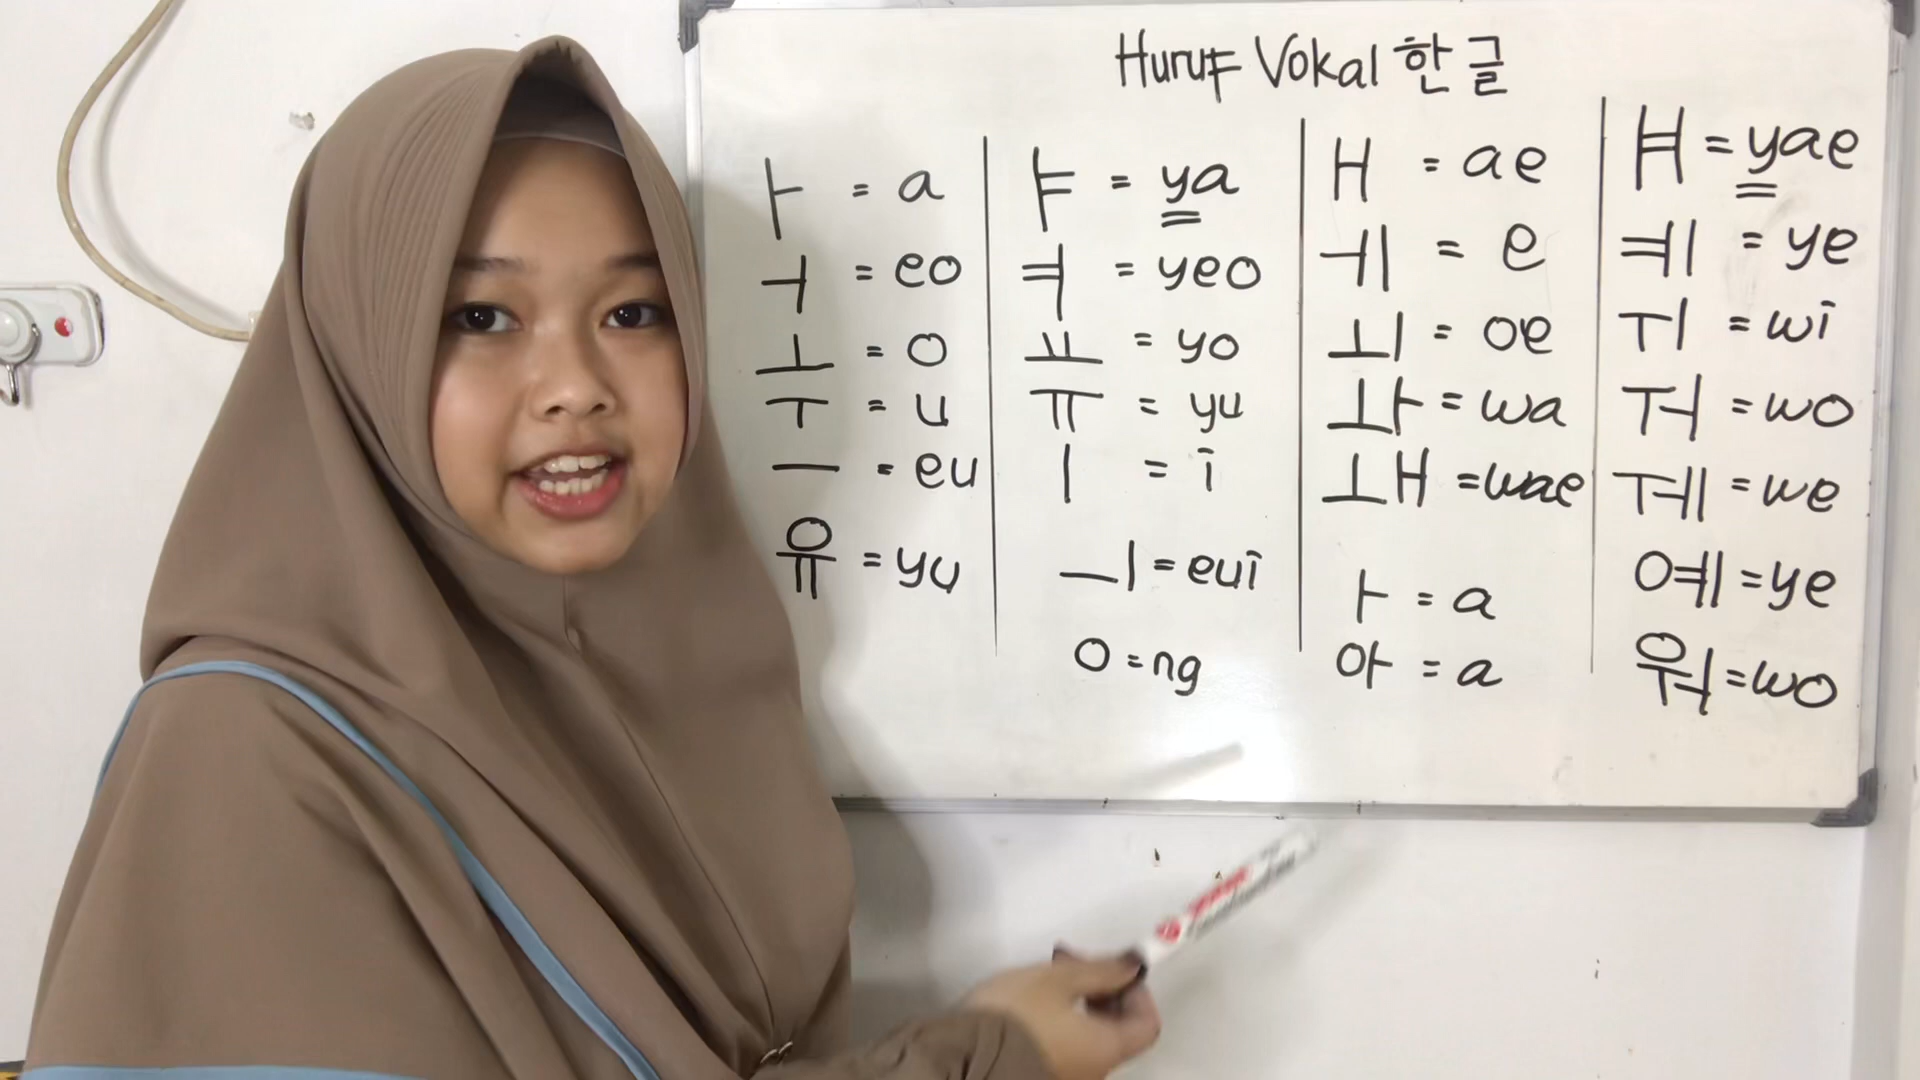 Huruf Vokal 한글
ㅏ = a
ㅓ = eo
ㅗ = o
ㅜ = u
ㅡ = eu
유 = yu
ㅑ = ya
ㅕ = yeo
ㅛ = yo
ㅠ = yu
ㅣ = i
ㅢ = eui
ㅇ = ng
ㅐ = ae
ㅔ = e
ㅚ = oe
ㅘ = wa
ㅙ = wae
ㅏ = a
아 = a
ㅒ = yae
ㅖ = ye
ㅟ = wi
ㅝ = wo
ㅞ = we
예 = ye
워 = wo